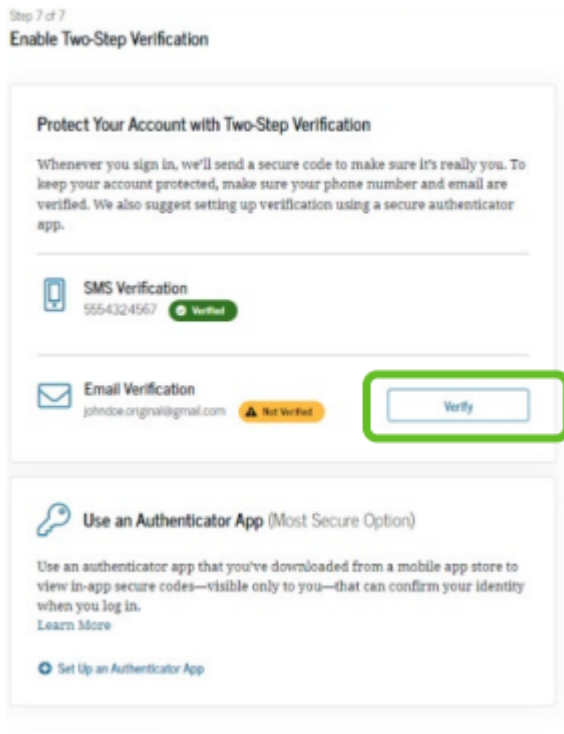 Step 7 of 7
Enable Two-Step Verification
Protect Your Account with Two-Step Verification
Whenever you sign in, we'll send a secure code to make sure it's really you. To
keep your account protected, make sure your phone number and email are
verified. We also suggest setting up verification using a secure authenticator
app.
SMS Verification
5554324567 Verified
Email Verification
johndoe.original@gmail.com Not Verified
Verify
Use an Authenticator App (Most Secure Option)
Use an authenticator app that you've downloaded from a mobile app store to
view in-app secure codes—visible only to you—that can confirm your identity
when you log in.
Learn More
Set Up an Authenticator App